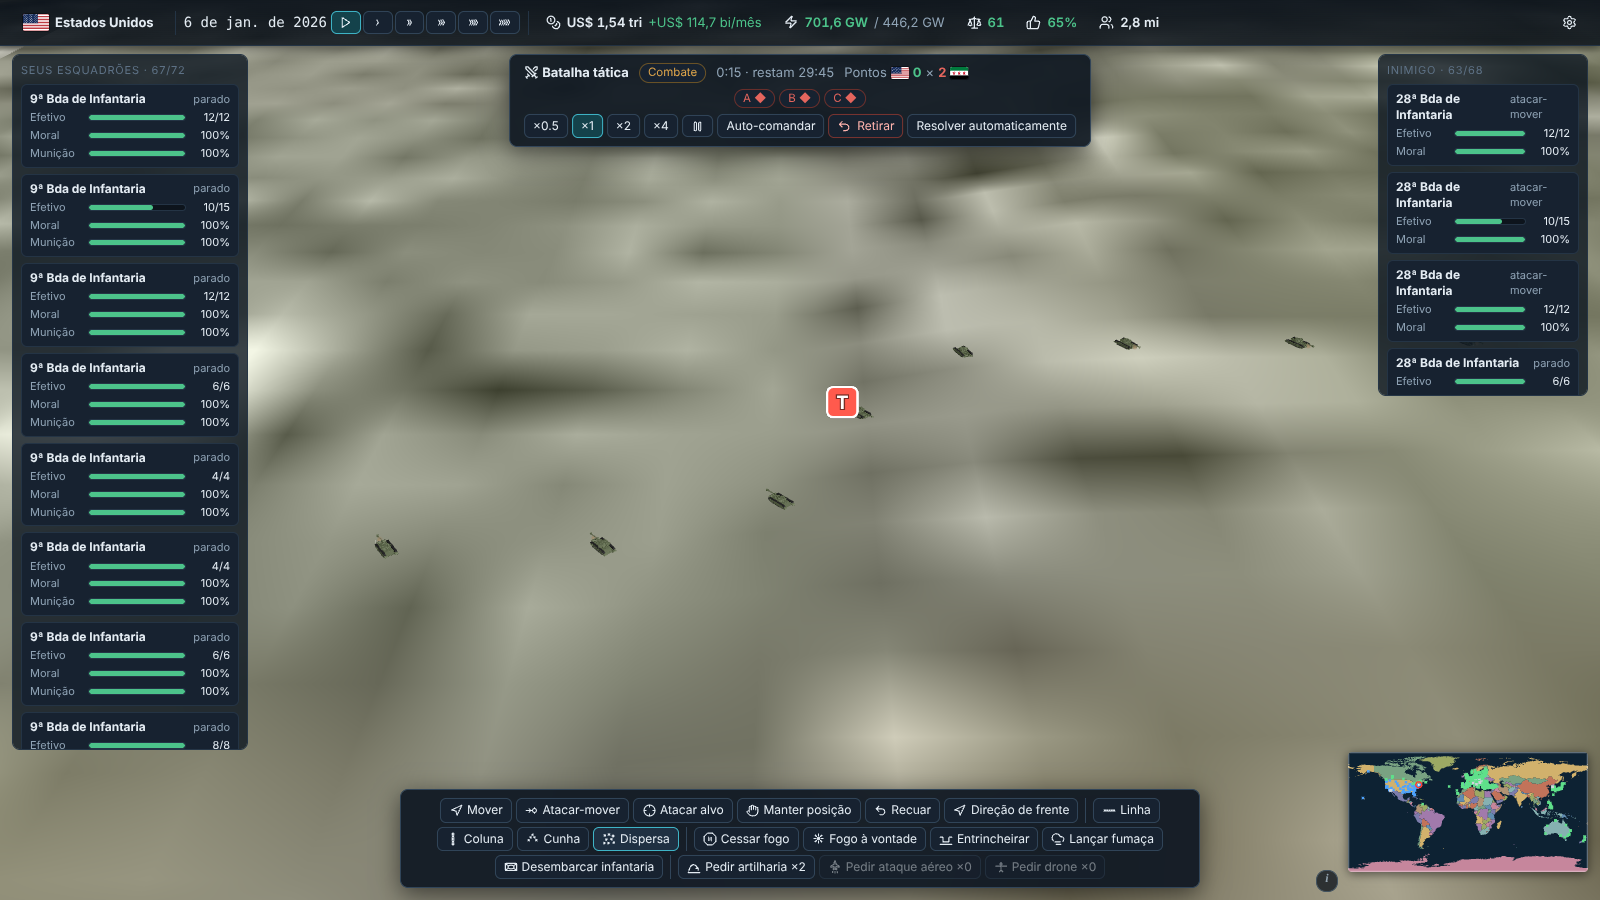 Estados Unidos
6 de jan. de 2026
US$ 1,54 tri +US$ 114,7 bi/mês
701,6 GW / 446,2 GW
61
65%
2,8 mi
SEUS ESQUADRÕES · 67/72
9ª Bda de Infantaria parado
Efetivo 12/12
Moral 100%
Munição 100%
9ª Bda de Infantaria parado
Efetivo 10/15
Moral 100%
Munição 100%
9ª Bda de Infantaria parado
Efetivo 12/12
Moral 100%
Munição 100%
9ª Bda de Infantaria parado
Efetivo 6/6
Moral 100%
Munição 100%
9ª Bda de Infantaria parado
Efetivo 4/4
Moral 100%
Munição 100%
9ª Bda de Infantaria parado
Efetivo 4/4
Moral 100%
Munição 100%
9ª Bda de Infantaria parado
Efetivo 6/6
Moral 100%
Munição 100%
9ª Bda de Infantaria parado
Efetivo 8/8
Batalha tática Combate 0:15 · restam 29:45 Pontos 0 × 2
A B C
×0.5 ×1 ×2 ×4 Auto-comandar Retirar Resolver automaticamente
T
INIMIGO · 63/68
28ª Bda de Infantaria atacar-mover
Efetivo 12/12
Moral 100%
28ª Bda de Infantaria atacar-mover
Efetivo 10/15
Moral 100%
28ª Bda de Infantaria atacar-mover
Efetivo 12/12
Moral 100%
28ª Bda de Infantaria parado
Efetivo 6/6
Mover Atacar-mover Atacar alvo Manter posição Recuar Direção de frente Linha
Coluna Cunha Dispersa Cessar fogo Fogo à vontade Entrincheirar Lançar fumaça
Desembarcar infantaria Pedir artilharia ×2 Pedir ataque aéreo ×0 Pedir drone ×0
i